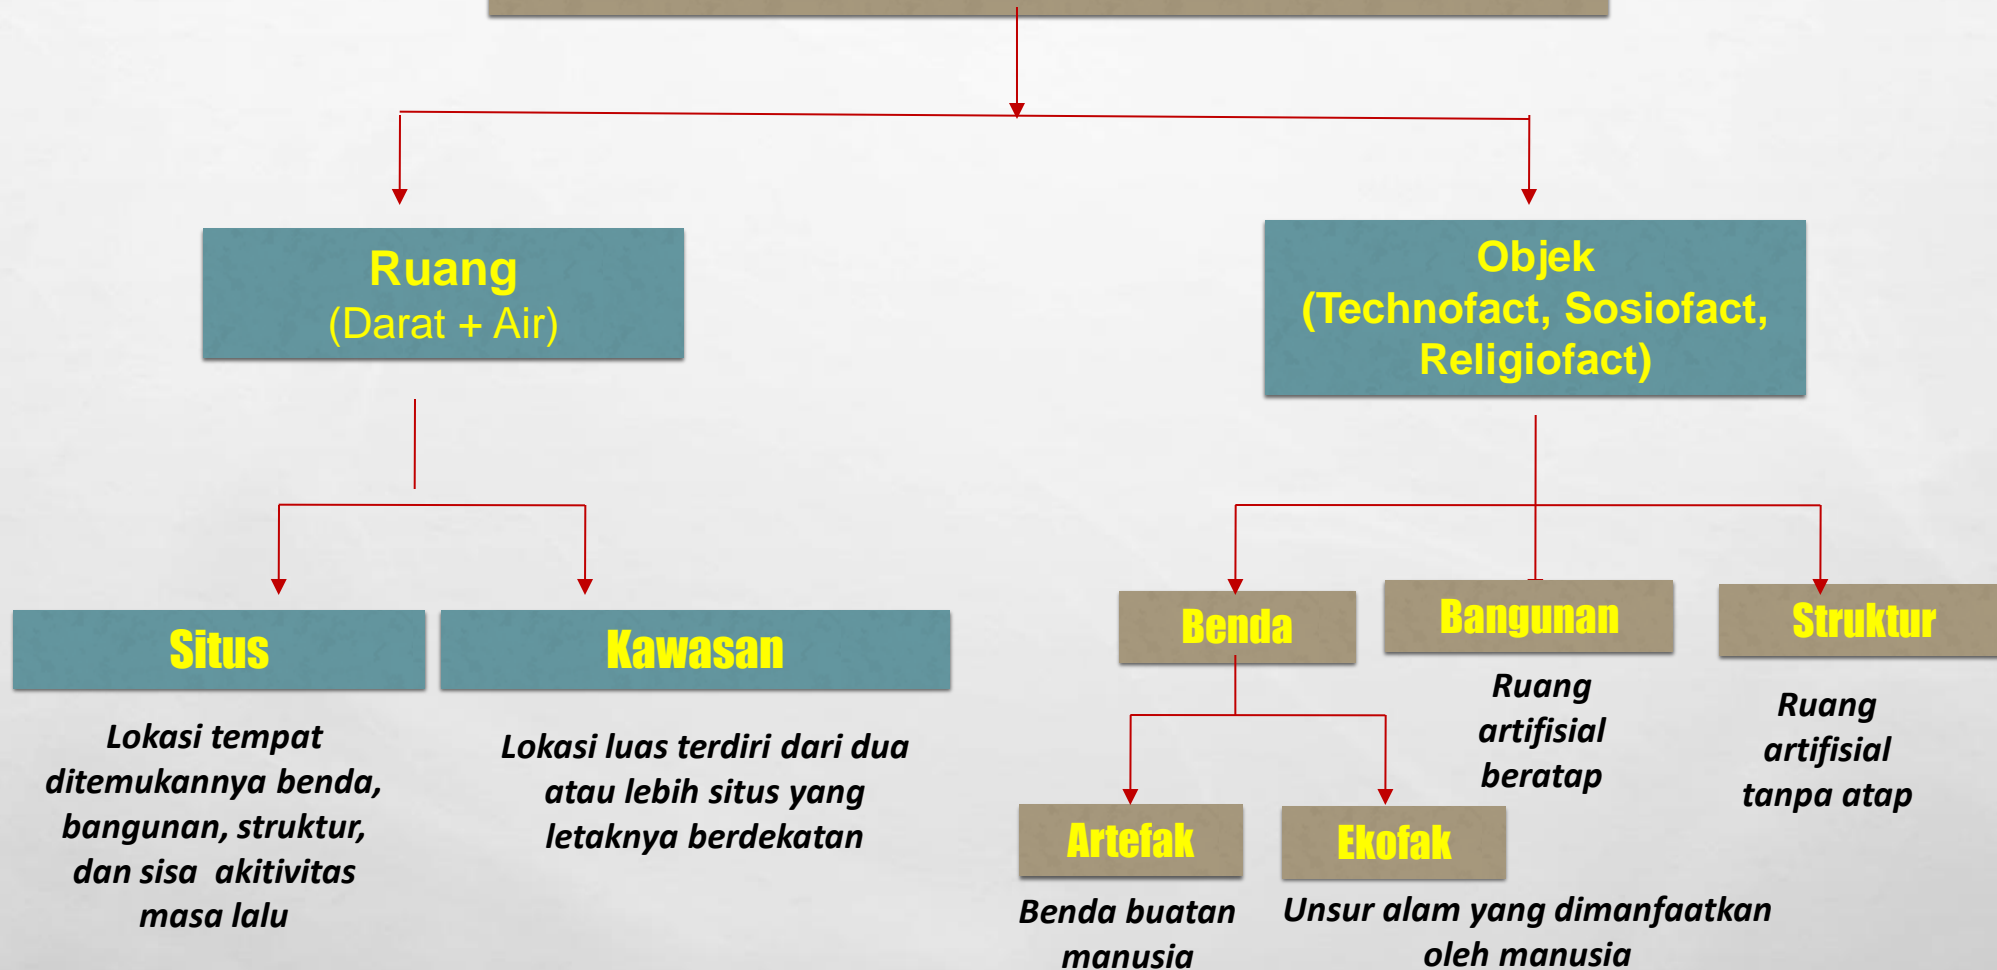 Ruang
(Darat + Air)
Objek
(Technofact, Sosiofact,
Religiofact)
Situs
Kawasan
Benda
Bangunan
Struktur
Lokasi tempat
ditemukannya benda,
bangunan, struktur,
dan sisa akitivitas
masa lalu
Lokasi luas terdiri dari dua
atau lebih situs yang
letaknya berdekatan
Ruang
artifisial
beratap
Ruang
artifisial
tanpa atap
Artefak
Ekofak
Benda buatan
manusia
Unsur alam yang dimanfaatkan
oleh manusia